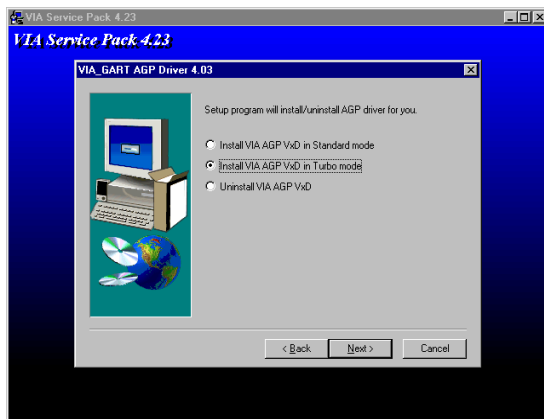 VIA Service Pack 4.23
VIA Service Pack 4.23
VIA_GART AGP Driver 4.03
Setup program will install/uninstall AGP driver for you.
Install VIA AGP VxD in Standard mode
Install VIA AGP VxD in Turbo mode
Uninstall VIA AGP VxD
< Back
Next >
Cancel